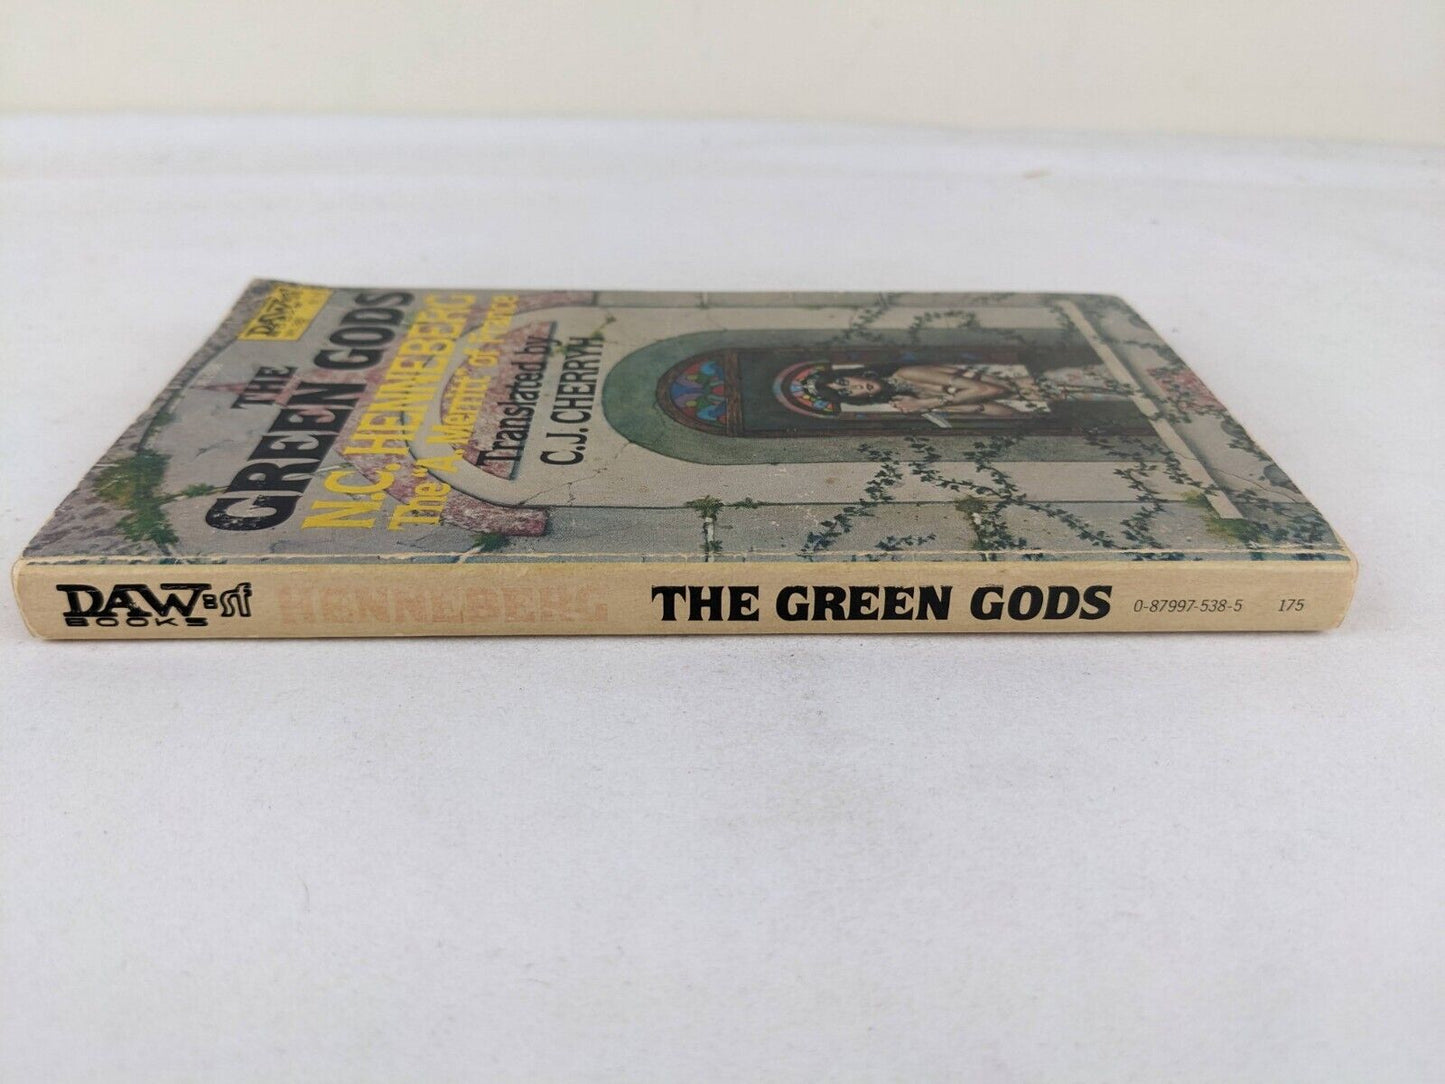 DAW
THE
GREEN GODS
N.C. HENNEBERG
The A. Merritt of France
Translated by
C.J. CHERRYH
DAW sf
BOOKS
HENNEBERG
THE GREEN GODS
0-87997-538-5
175